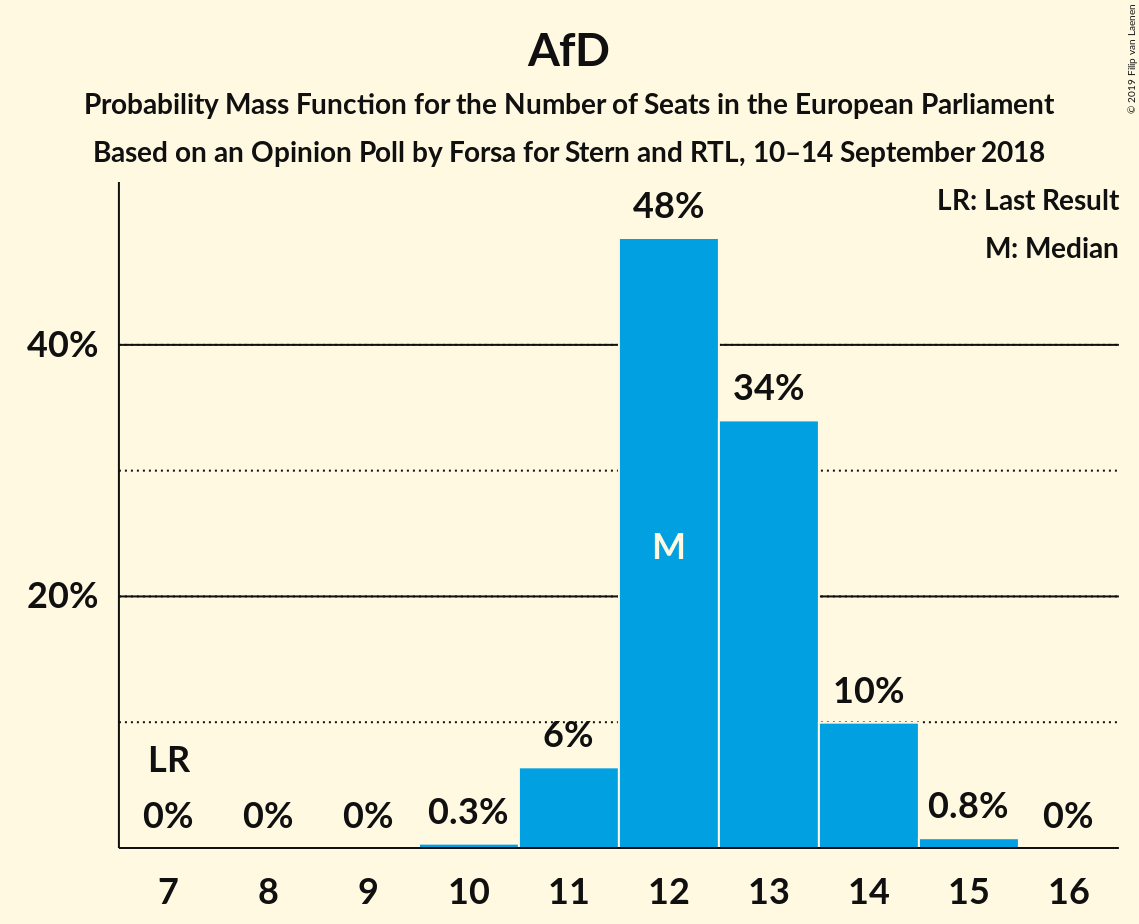 AfD
Probability Mass Function for the Number of Seats in the European Parliament
Based on an Opinion Poll by Forsa for Stern and RTL, 10–14 September 2018
© 2019 Filip van Laenen
LR: Last Result
M: Median
48%
40%
34%
M
20%
10%
6%
LR
0%
0%
0%
0.3%
0.8%
0%
7
8
9
10
11
12
13
14
15
16